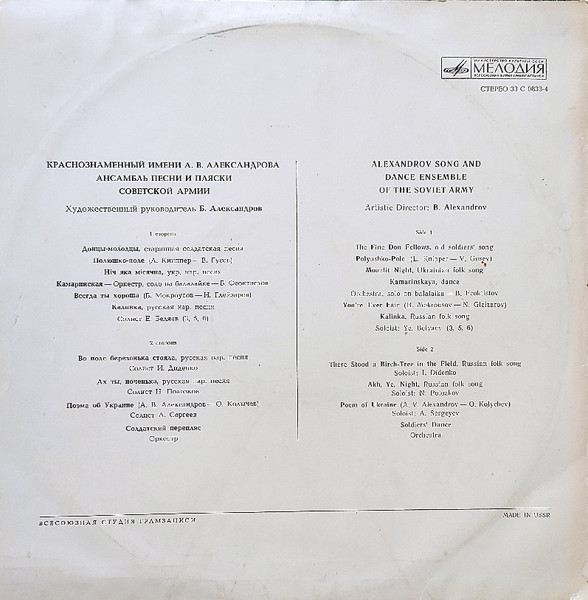 МЕЛОДИЯ
СТЕРЕО 33 С 0833-4
КРАСНОЗНАМЕННЫЙ ИМЕНИ А. В. АЛЕКСАНДРОВА
АНСАМБЛЬ ПЕСНИ И ПЛЯСКИ
СОВЕТСКОЙ АРМИИ
Художественный руководитель Б. Александров
1 сторона
Донцы-молодцы, старинная солдатская песня
Полюшко-поле (Л. Книппер — В. Гусев)
Ніч яка місячна, укр. нар. песня
Камаринская — Оркестр, соло на балалайке — Б. Феоктистов
Всегда ты хороша (Б. Мокроусов — Н. Глейзаров)
Калинка, русская нар. песня
Солист Е. Беляев (3, 5, 6)
2 сторона
Во поле березонька стояла, русская нар. песня
Солист И. Диденко
Ах ты, ноченька, русская нар. песня
Солист Н.
Поэма об Украине (А. В. Александров — О. Колычев)
Солист А. Сергеев
Солдатский перепляс
Оркестр
ВСЕСОЮЗНАЯ СТУДИЯ ГРАМЗАПИСИ
ALEXANDROV SONG AND
DANCE ENSEMBLE
OF THE SOVIET ARMY
Artistic Director: B. Alexandrov
Side 1
The Fine Don Fellows, old soldiers' song
Polyushko-Pole (L. Knipper — V. Gusev)
Moonlit Night, Ukrainian folk song
Kamarinskaya, dance
Orchestra, solo on balalaika — B. Feoktistov
You're Ever Fair (B. Mokrousov — N. Gleizarov)
Kalinka, Russian folk song
Soloist: Ye. Belyaev (3, 5, 6)
Side 2
There Stood a Birch-Tree in the Field, Russian folk song
Soloist: I. Didenko
Akh, Ye, Night, Russian folk song
Soloist: N. Polozkov
Poem of Ukraine (A. V. Alexandrov — O. Kolychev)
Soloist: A. Sergeyev
Soldiers' Dance
Orchestra
MADE IN USSR